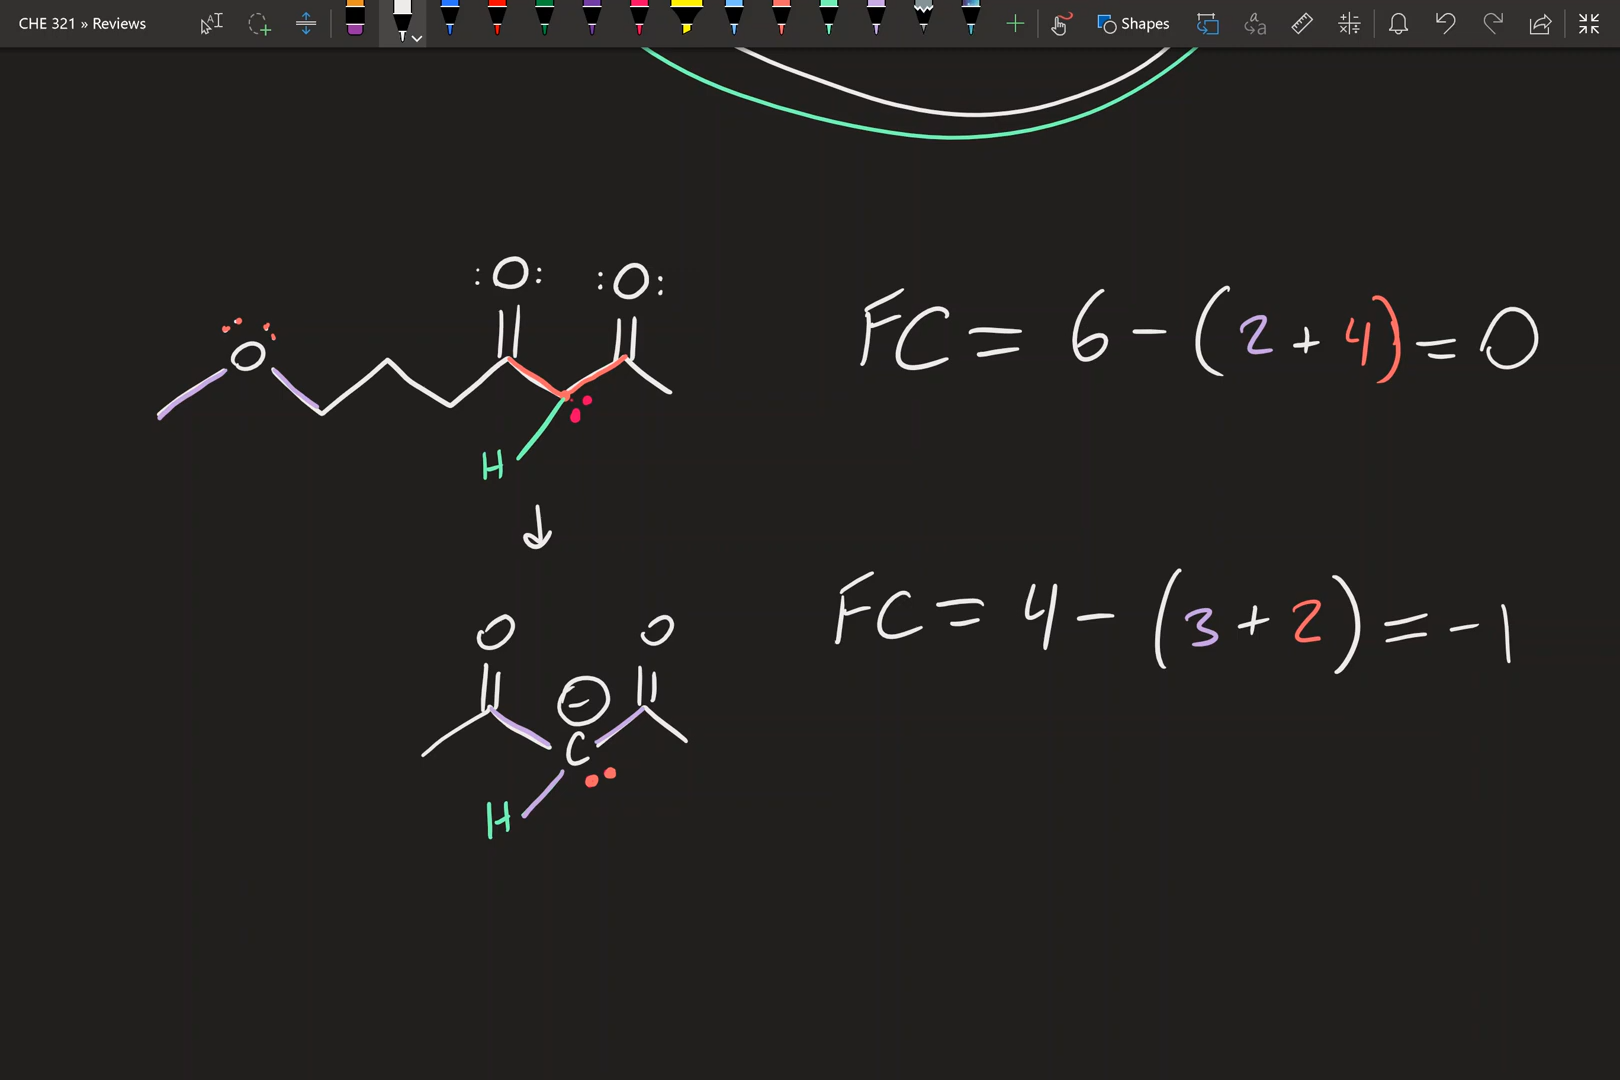 CHE 321 » Reviews
Shapes
:O: :O:
O
FC = 6 - (2 + 4) = 0
H
FC = 4 - (3 + 2) = -1
O O
-
C
H